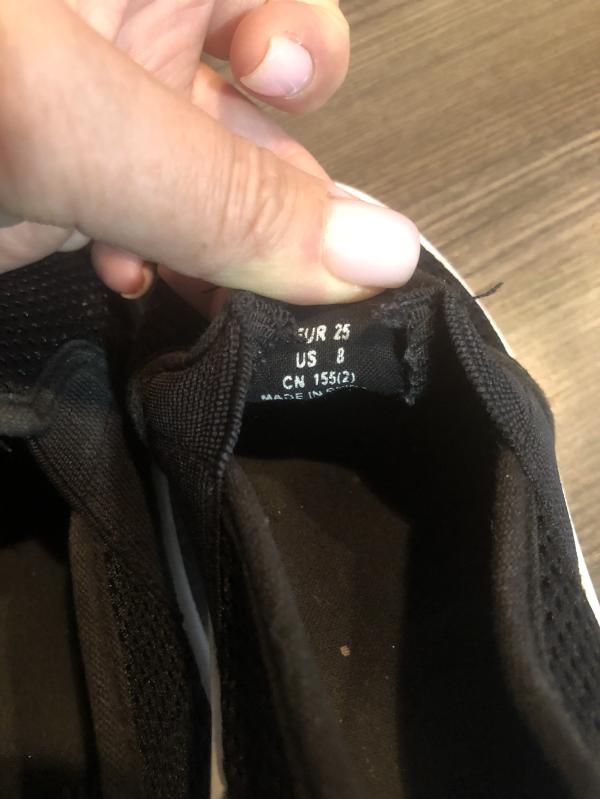 EUR 25
US 8
CN 155(2)
MADE IN